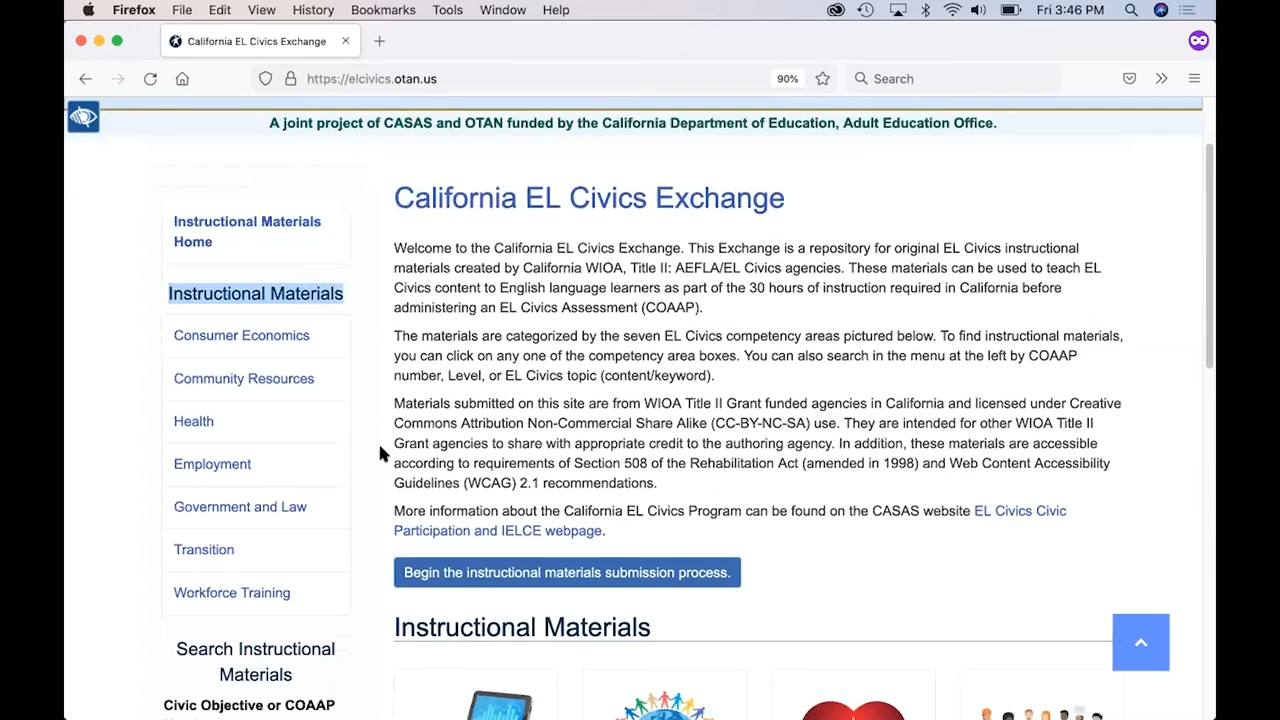 Firefox File Edit View History Bookmarks Tools Window Help Fri 3:46 PM
California EL Civics Exchange
https://elcivics.otan.us 90% Search
A joint project of CASAS and OTAN funded by the California Department of Education, Adult Education Office.
Instructional Materials
Home
Instructional Materials
Consumer Economics
Community Resources
Health
Employment
Government and Law
Transition
Workforce Training
Search Instructional
Materials
Civic Objective or COAAP
California EL Civics Exchange
Welcome to the California EL Civics Exchange. This Exchange is a repository for original EL Civics instructional
materials created by California WIOA, Title II: AEFLA/EL Civics agencies. These materials can be used to teach EL
Civics content to English language learners as part of the 30 hours of instruction required in California before
administering an EL Civics Assessment (COAAP).
The materials are categorized by the seven EL Civics competency areas pictured below. To find instructional materials,
you can click on any one of the competency area boxes. You can also search in the menu at the left by COAAP
number, Level, or EL Civics topic (content/keyword).
Materials submitted on this site are from WIOA Title II Grant funded agencies in California and licensed under Creative
Commons Attribution Non-Commercial Share Alike (CC-BY-NC-SA) use. They are intended for other WIOA Title II
Grant agencies to share with appropriate credit to the authoring agency. In addition, these materials are accessible
according to requirements of Section 508 of the Rehabilitation Act (amended in 1998) and Web Content Accessibility
Guidelines (WCAG) 2.1 recommendations.
More information about the California EL Civics Program can be found on the CASAS website EL Civics Civic
Participation and IELCE webpage.
Begin the instructional materials submission process.
Instructional Materials